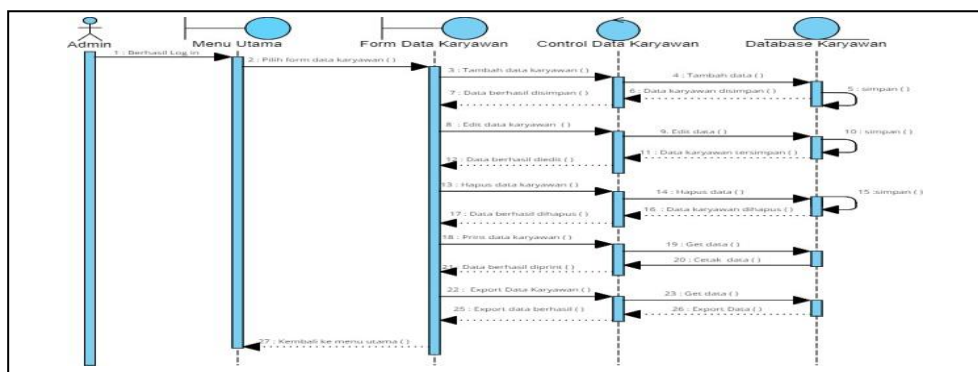 Admin
Menu Utama
Form Data Karyawan
Control Data Karyawan
Database Karyawan
1 : Berhasil Log in
2 : Pilih form data karyawan ( )
3 : Tambah data karyawan ( )
4 : Tambah data ( )
5 : simpan ( )
6 : Data karyawan disimpan ( )
7 : Data berhasil disimpan ( )
8 : Edis data karyawan ( )
9. Edis data ( )
10 : simpan ( )
11 : Data karyawan tersimpan ( )
12 : Data berhasil diedit ( )
13 : Hapus data karyawan ( )
14 : Hapus data ( )
15 :simpan ( )
16 : Data karyawan dihapus ( )
17 : Data berhasil dihapus ( )
18 : Print data karyawan ( )
19 : Get data ( )
20 : Cetak data ( )
21 : Data berhasil diprint ( )
22 : Export Data Karyawan ( )
23 : Get data ( )
26 : Export Data ( )
25 : Export data berhasil ( )
27 : Kembali ke menu utama ( )